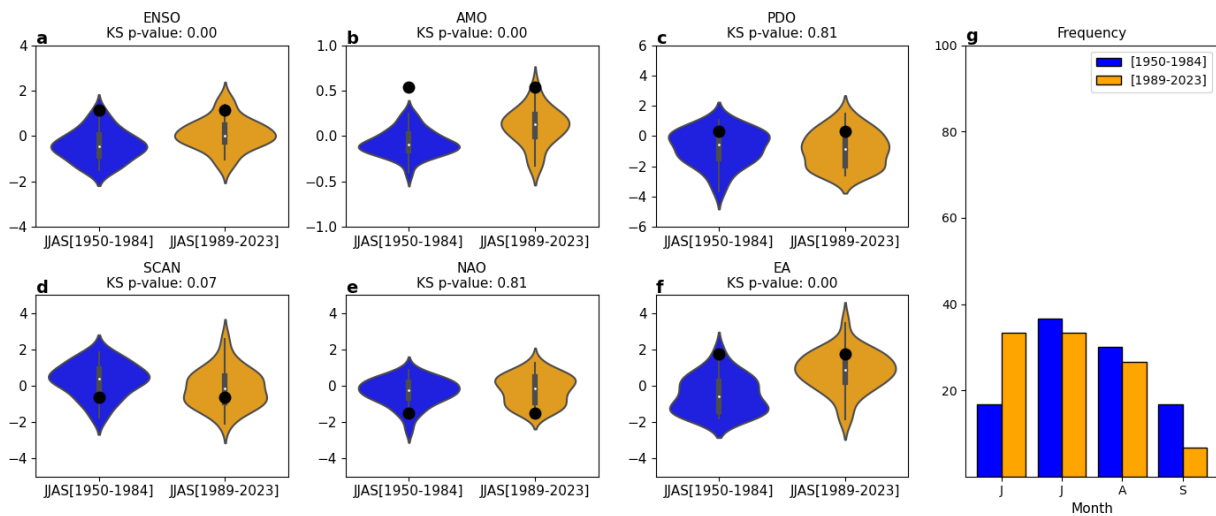 ENSO
KS p-value: 0.00
a
4
2
0
−2
−4
JJAS[1950-1984]
JJAS[1989-2023]
AMO
KS p-value: 0.00
b
1.0
0.5
0.0
−0.5
−1.0
JJAS[1950-1984]
JJAS[1989-2023]
PDO
KS p-value: 0.81
c
6
4
2
0
−2
−4
−6
JJAS[1950-1984]
JJAS[1989-2023]
SCAN
KS p-value: 0.07
d
4
2
0
−2
−4
JJAS[1950-1984]
JJAS[1989-2023]
NAO
KS p-value: 0.81
e
4
2
0
−2
−4
JJAS[1950-1984]
JJAS[1989-2023]
EA
KS p-value: 0.00
f
4
2
0
−2
−4
JJAS[1950-1984]
JJAS[1989-2023]
g
Frequency
[1950-1984]
[1989-2023]
100
80
60
40
20
J
J
A
S
Month